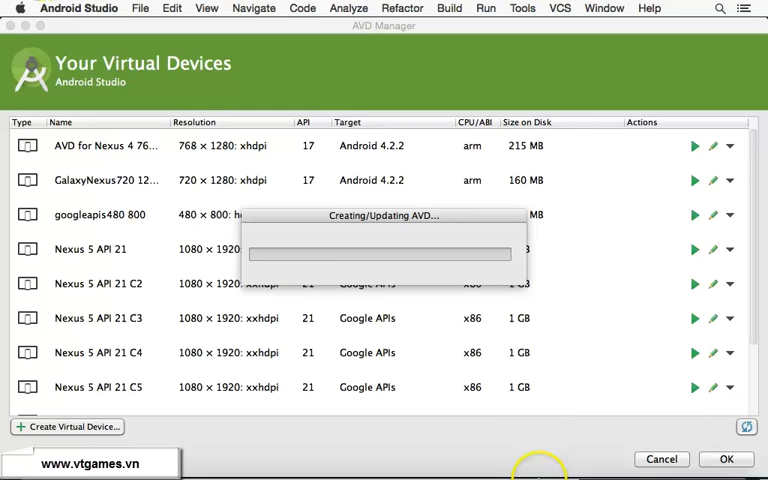 Android Studio File Edit View Navigate Code Analyze Refactor Build Run Tools VCS Window Help
AVD Manager
Your Virtual Devices
Android Studio
Type Name Resolution API Target CPU/ABI Size on Disk Actions
AVD for Nexus 4 76... 768 × 1280: xhdpi 17 Android 4.2.2 arm 215 MB
GalaxyNexus720 12... 720 × 1280: xhdpi 17 Android 4.2.2 arm 160 MB
googleapis480 800 480 × 800: MB
Creating/Updating AVD...
Nexus 5 API 21 1080 × 1920:
Nexus 5 API 21 C2 1080 × 1920: xxhdpi 21 Google APIs x86
Nexus 5 API 21 C3 1080 × 1920: xxhdpi 21 Google APIs x86 1 GB
Nexus 5 API 21 C4 1080 × 1920: xxhdpi 21 Google APIs x86 1 GB
Nexus 5 API 21 C5 1080 × 1920: xxhdpi 21 Google APIs x86 1 GB
+ Create Virtual Device...
Cancel OK
www.vtgames.vn